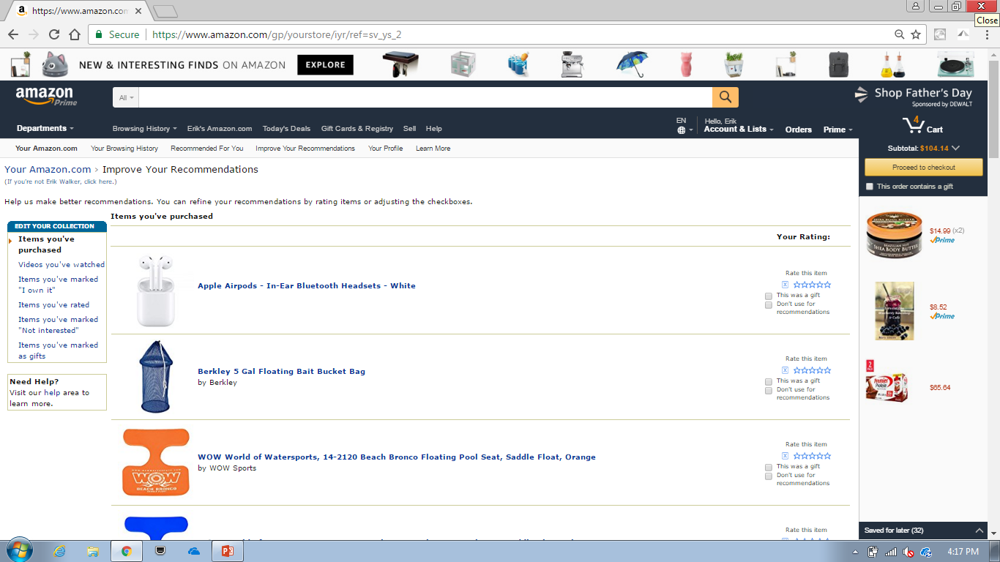 https://www.amazon.com
Close
Secure https://www.amazon.com/gp/yourstore/iyr/ref=sv_ys_2
NEW & INTERESTING FINDS ON AMAZON EXPLORE
amazon Prime
All
Shop Father's Day
Sponsored by DEWALT
Departments
Browsing History Erik's Amazon.com Today's Deals Gift Cards & Registry Sell Help
EN
Hello, Erik
Account & Lists Orders Prime
4 Cart
Your Amazon.com Your Browsing History Recommended For You Improve Your Recommendations Your Profile Learn More
Subtotal: $104.14
Proceed to checkout
This order contains a gift
Your Amazon.com > Improve Your Recommendations
(If you're not Erik Walker, click here.)
Help us make better recommendations. You can refine your recommendations by rating items or adjusting the checkboxes.
EDIT YOUR COLLECTION
Items you've
purchased
Videos you've watched
Items you've marked
"I own it"
Items you've rated
Items you've marked
"Not interested"
Items you've marked
as gifts
Need Help?
Visit our help area to
learn more.
Items you've purchased
Your Rating:
Apple Airpods - In-Ear Bluetooth Headsets - White
Rate this item
x
This was a gift
Don't use for
recommendations
Berkley 5 Gal Floating Bait Bucket Bag
by Berkley
Rate this item
x
This was a gift
Don't use for
recommendations
WOW World of Watersports, 14-2120 Beach Bronco Floating Pool Seat, Saddle Float, Orange
by WOW Sports
WOW
BEACH BRONCO
Rate this item
x
This was a gift
Don't use for
recommendations
Rate this item
SHEA BODY BUTTER
$14.99 (x2)
Prime
$8.52
Prime
2
PACK
Premier
Protein
$65.64
Saved for later (32)
4:17 PM